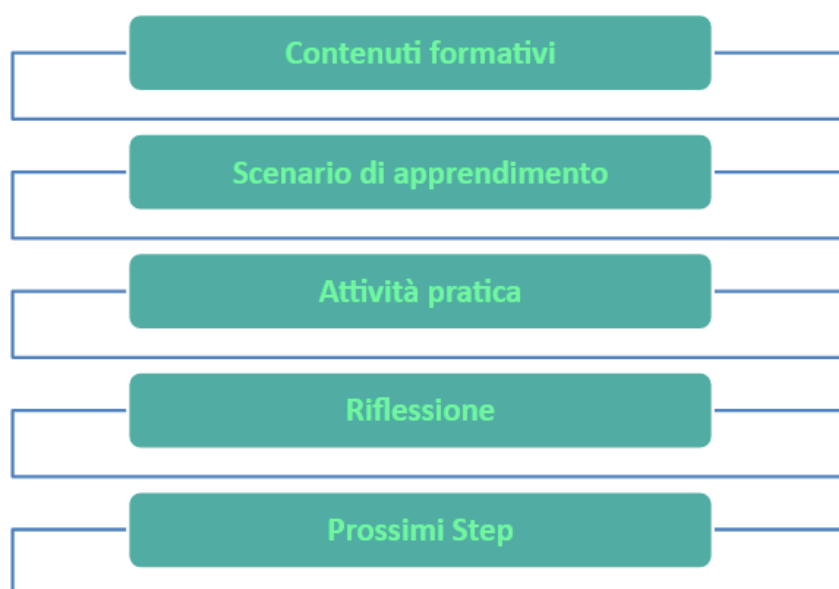 Contenuti formativi
Scenario di apprendimento
Attività pratica
Riflessione
Prossimi Step